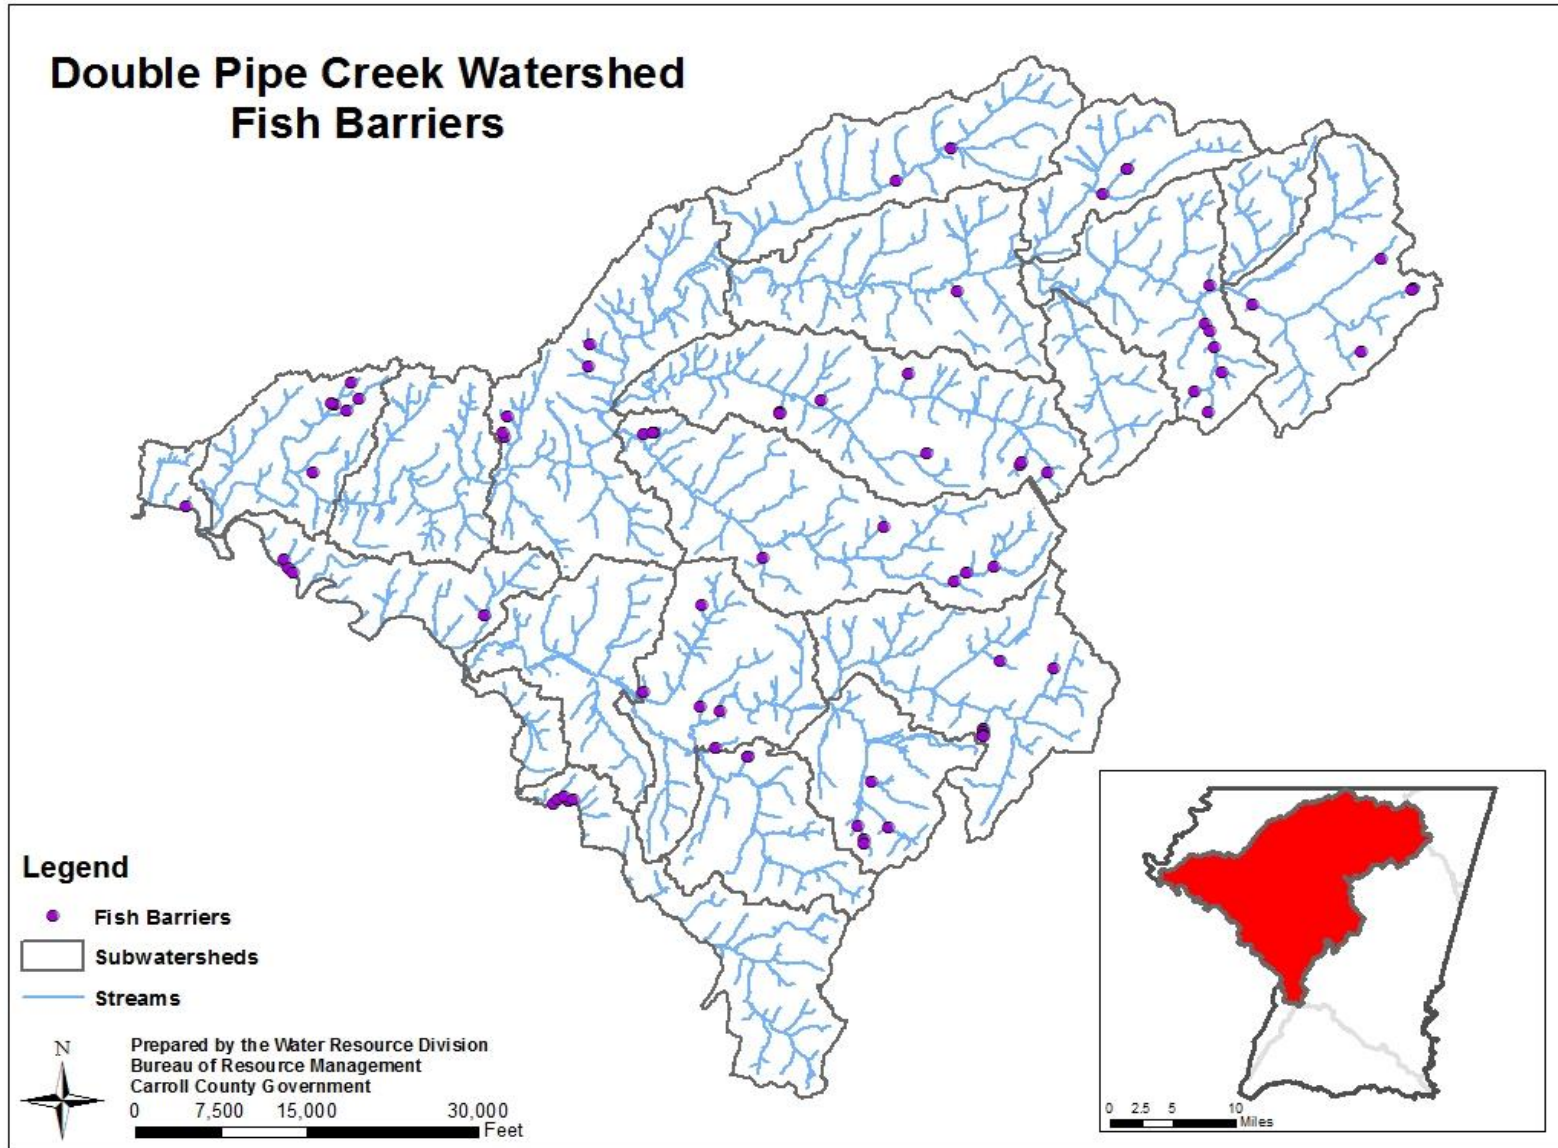 Double Pipe Creek Watershed
Fish Barriers
Legend
Fish Barriers
Subwatersheds
Streams
N
Prepared by the Water Resource Division
Bureau of Resource Management
Carroll County Government
0 7,500 15,000 30,000
Feet
0 2.5 5 10
Miles